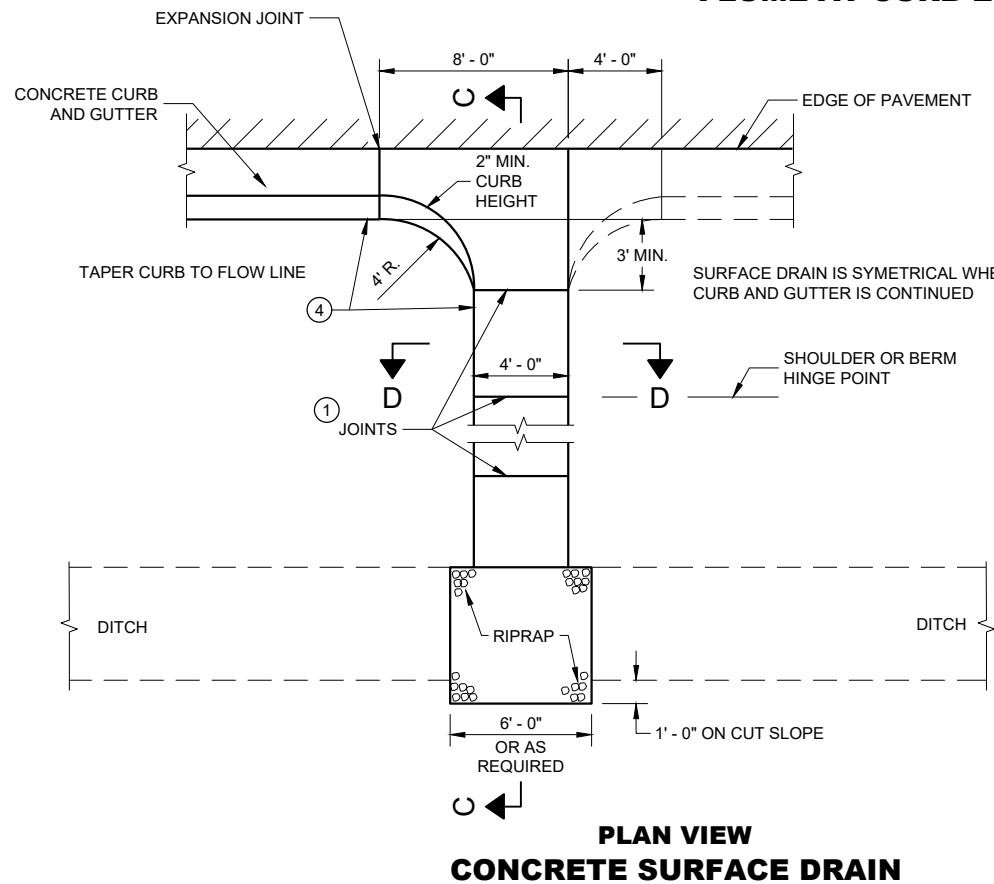 EXPANSION JOINT
8' - 0"
4' - 0"
C
CONCRETE CURB
AND GUTTER
EDGE OF PAVEMENT
2" MIN.
CURB
HEIGHT
TAPER CURB TO FLOW LINE
4' R.
3' MIN.
SURFACE DRAIN IS SYMETRICAL
CURB AND GUTTER IS CONTINUED
4
SHOULDER OR BERM
HINGE POINT
4' - 0"
D
D
1
JOINTS
DITCH
RIPRAP
DITCH
6' - 0"
OR AS
REQUIRED
1' - 0" ON CUT SLOPE
C
PLAN VIEW
CONCRETE SURFACE DRAIN